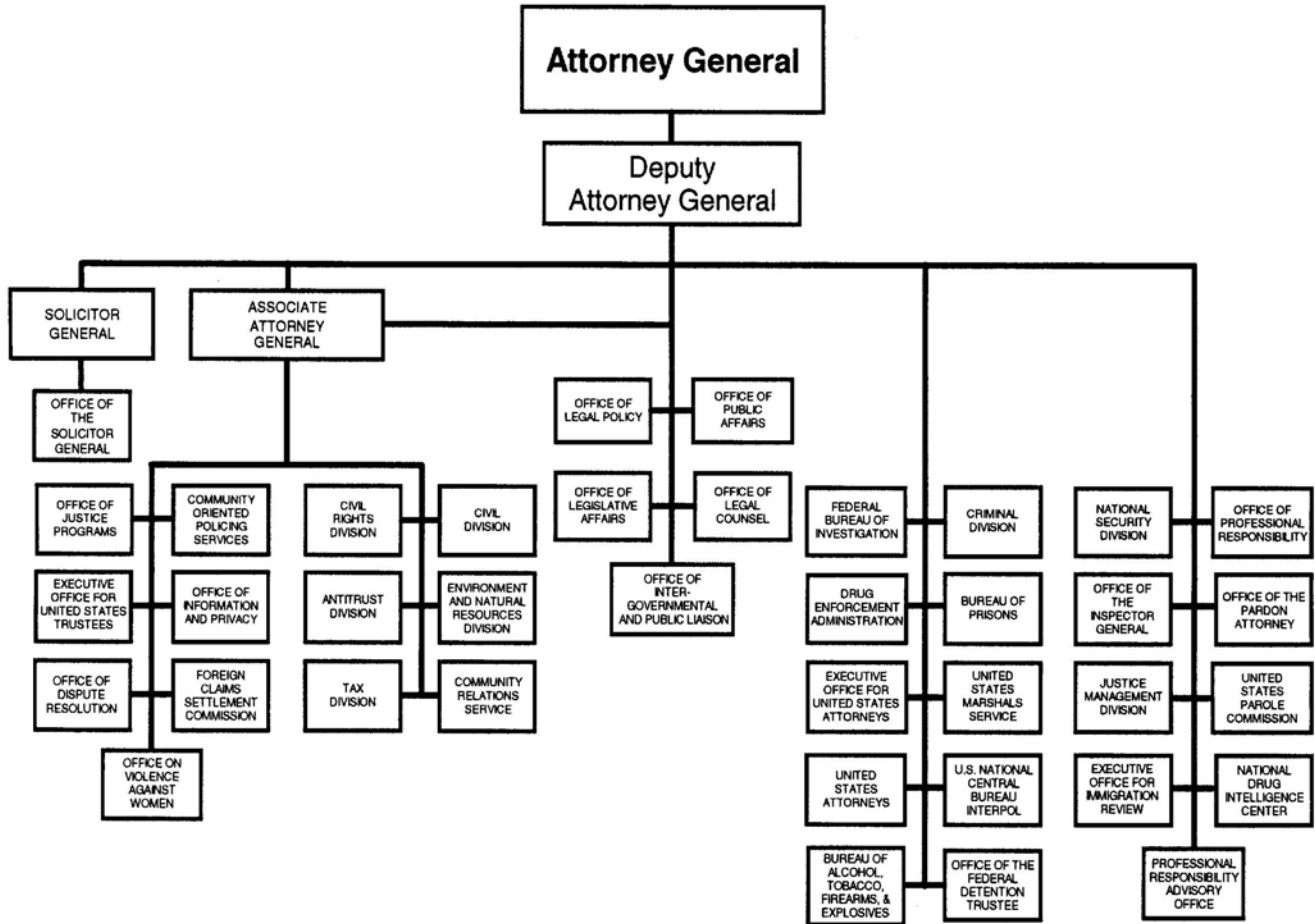 Attorney General
Deputy
Attorney General
SOLICITOR
GENERAL
ASSOCIATE
ATTORNEY
GENERAL
OFFICE OF
THE
SOLICITOR
GENERAL
OFFICE OF
JUSTICE
PROGRAMS
COMMUNITY
ORIENTED
POLICING
SERVICES
EXECUTIVE
OFFICE FOR
UNITED STATES
TRUSTEES
OFFICE OF
INFORMATION
AND PRIVACY
OFFICE OF
DISPUTE
RESOLUTION
FOREIGN
CLAIMS
SETTLEMENT
COMMISSION
OFFICE ON
VIOLENCE
AGAINST
WOMEN
CIVIL
RIGHTS
DIVISION
CIVIL
DIVISION
ANTITRUST
DIVISION
ENVIRONMENT
AND NATURAL
RESOURCES
DIVISION
TAX
DIVISION
COMMUNITY
RELATIONS
SERVICE
OFFICE OF
LEGAL POLICY
OFFICE OF
PUBLIC
AFFAIRS
OFFICE OF
LEGISLATIVE
AFFAIRS
OFFICE OF
LEGAL
COUNSEL
OFFICE OF
INTER-
GOVERNMENTAL
AND PUBLIC LIAISON
FEDERAL
BUREAU OF
INVESTIGATION
CRIMINAL
DIVISION
DRUG
ENFORCEMENT
ADMINISTRATION
BUREAU OF
PRISONS
EXECUTIVE
OFFICE FOR
UNITED STATES
ATTORNEYS
UNITED
STATES
MARSHALS
SERVICE
UNITED
STATES
ATTORNEYS
U.S. NATIONAL
CENTRAL
BUREAU
INTERPOL
BUREAU OF
ALCOHOL,
TOBACCO,
FIREARMS, &
EXPLOSIVES
OFFICE OF THE
FEDERAL
DETENTION
TRUSTEE
NATIONAL
SECURITY
DIVISION
OFFICE OF
PROFESSIONAL
RESPONSIBILITY
OFFICE OF
THE
INSPECTOR
GENERAL
OFFICE OF THE
PARDON
ATTORNEY
JUSTICE
MANAGEMENT
DIVISION
UNITED
STATES
PAROLE
COMMISSION
EXECUTIVE
OFFICE FOR
IMMIGRATION
REVIEW
NATIONAL
DRUG
INTELLIGENCE
CENTER
PROFESSIONAL
RESPONSIBILITY
ADVISORY
OFFICE